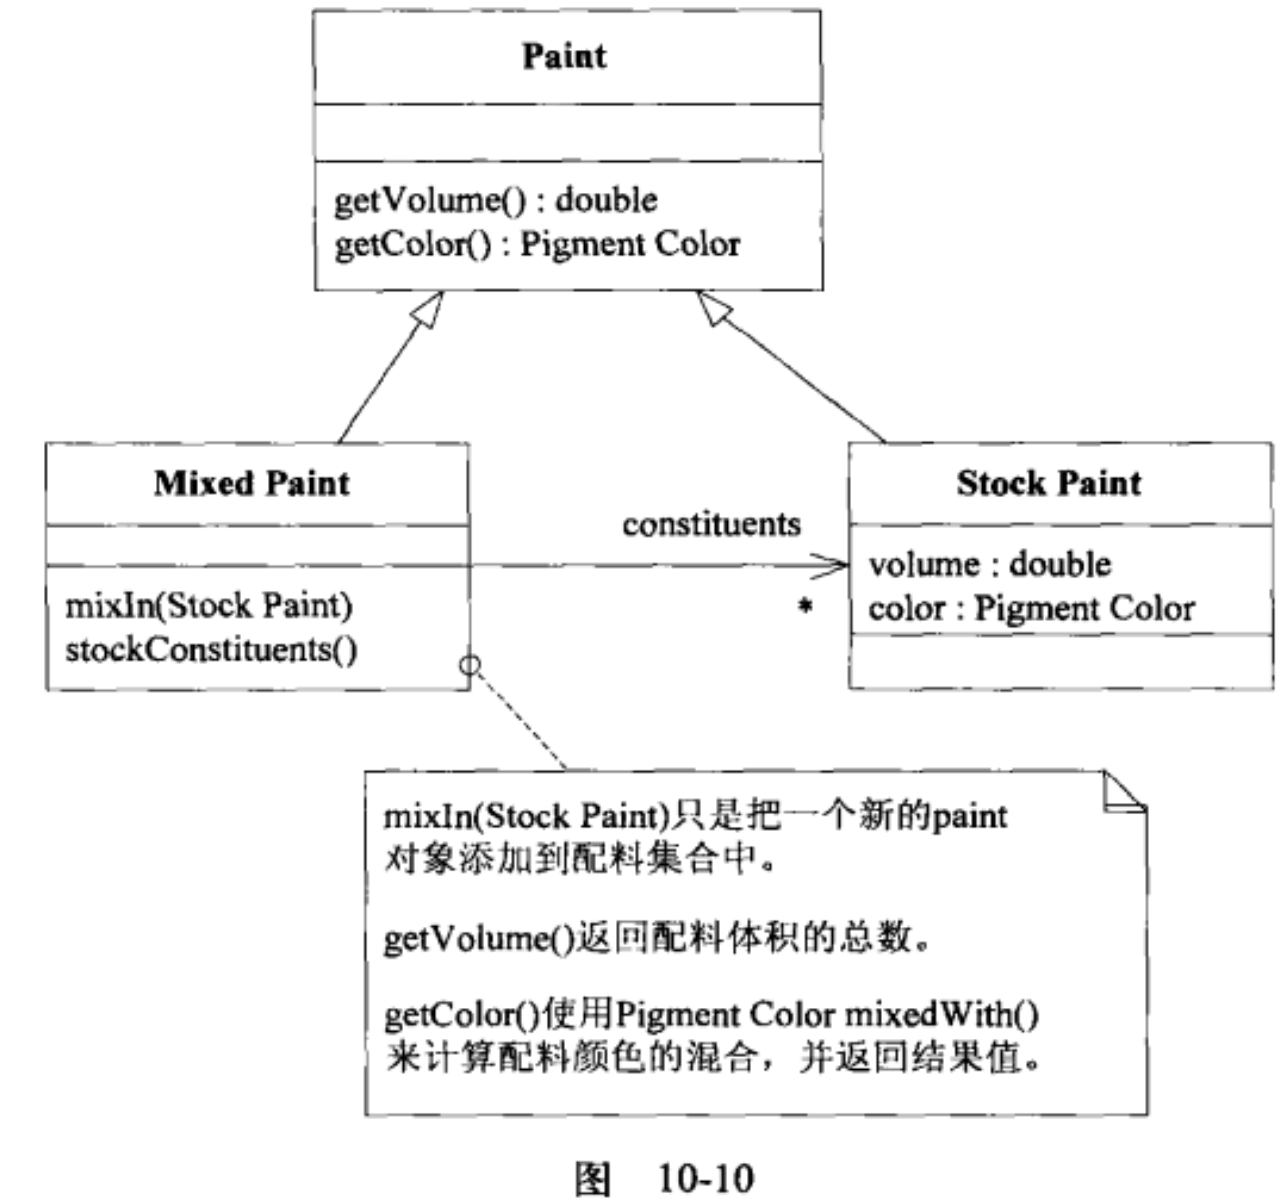 Paint
getVolume() : double
getColor() : Pigment Color
Mixed Paint
mixIn(Stock Paint)
stockConstituents()
constituents
*
Stock Paint
volume : double
color : Pigment Color
mixIn(Stock Paint)只是把一个新的paint
对象添加到配料集合中。
getVolume()返回配料体积的总数。
getColor()使用Pigment Color mixedWith()
来计算配料颜色的混合，并返回结果值。
图 10-10